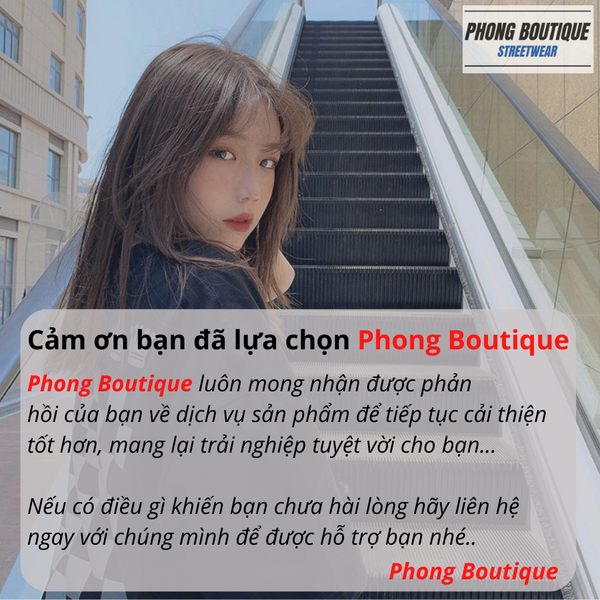 PHONG BOUTIQUE
STREETWEAR
Cảm ơn bạn đã lựa chọn Phong Boutique
Phong Boutique luôn mong nhận được phản
hồi của bạn về dịch vụ sản phẩm để tiếp tục cải thiện
tốt hơn, mang lại trải nghiệp tuyệt vời cho bạn...
Nếu có điều gì khiến bạn chưa hài lòng hãy liên hệ
ngay với chúng mình để được hỗ trợ bạn nhé..
Phong Boutique